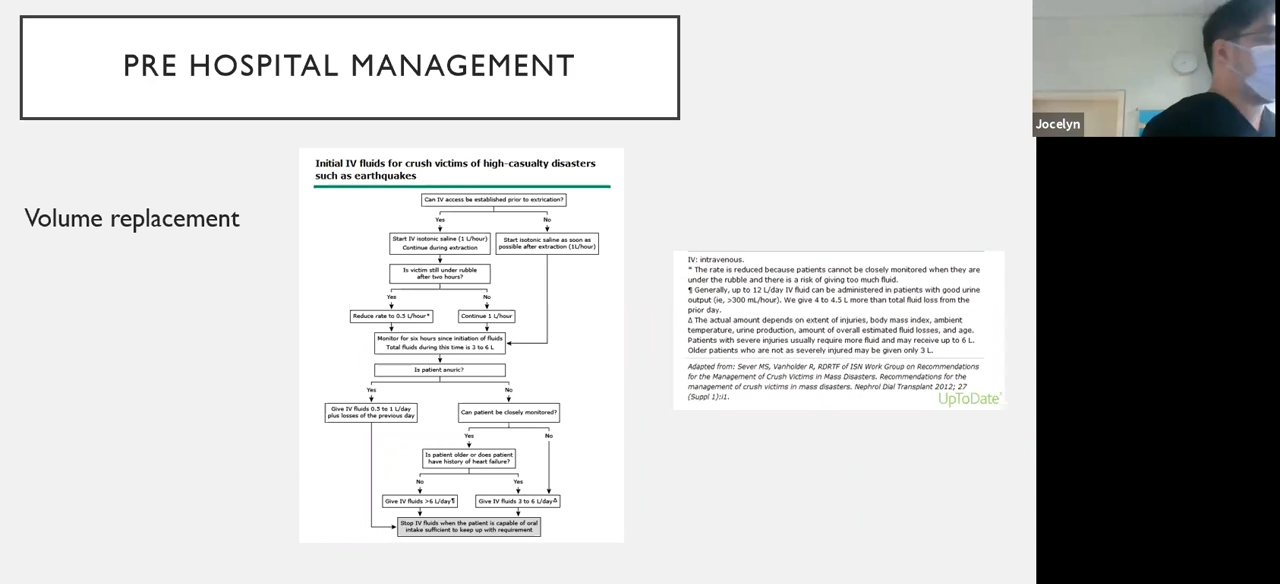 PRE HOSPITAL MANAGEMENT
Jocelyn
Volume replacement
Initial IV fluids for crush victims of high-casualty disasters
such as earthquakes
Can IV access be established prior to extrication?
Yes
No
Start IV isotonic saline (1 L/hour)
Continue during extraction
Start isotonic saline as soon as
possible after extraction (1L/hour)
Is victim still under rubble
after two hours?
Yes
No
Reduce rate to 0.5 L/hour*
Continue 1 L/hour
Monitor for six hours since initiation of fluids
Total fluids during this time is 3 to 6 L
Is patient anuric?
Yes
No
Give IV fluids 0.5 to 1 L/day
plus losses of the previous day
Can patient be closely monitored?
Yes
No
Is patient older or does patient
have history of heart failure?
No
Yes
Give IV fluids >6 L/day¶
Give IV fluids 3 to 6 L/dayΔ
Stop IV fluids when the patient is capable of oral
intake sufficient to keep up with requirement
IV: intravenous.
* The rate is reduced because patients cannot be closely monitored when they are
under the rubble and there is a risk of giving too much fluid.
¶ Generally, up to 12 L/day IV fluid can be administered in patients with good urine
output (ie, >300 mL/hour). We give 4 to 4.5 L more than total fluid loss from the
prior day.
Δ The actual amount depends on extent of injuries, body mass index, ambient
temperature, urine production, amount of overall estimated fluid losses, and age.
Patients with severe injuries usually require more fluid and may receive up to 6 L.
Older patients who are not as severely injured may be given only 3 L.
Adapted from: Sever MS, Vanholder R, RDRTF of ISN Work Group on Recommendations
for the Management of Crush Victims in Mass Disasters. Recommendations for the
management of crush victims in mass disasters. Nephrol Dial Transplant 2012; 27
(Suppl 1):i1.
UpToDate®